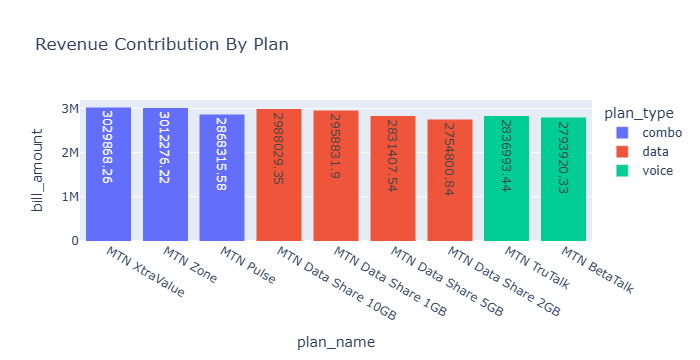 Revenue Contribution By Plan
plan_type
combo
data
voice
bill_amount
3M
2M
1M
0
3029868.26
3012276.22
2868315.58
2988029.35
2958831.9
2831407.54
2754800.84
2836993.44
2793920.33
MTN XtraValue
MTN Zone
MTN Pulse
MTN Data Share 10GB
MTN Data Share 1GB
MTN Data Share 5GB
MTN Data Share 2GB
MTN TruTalk
MTN BetaTalk
plan_name